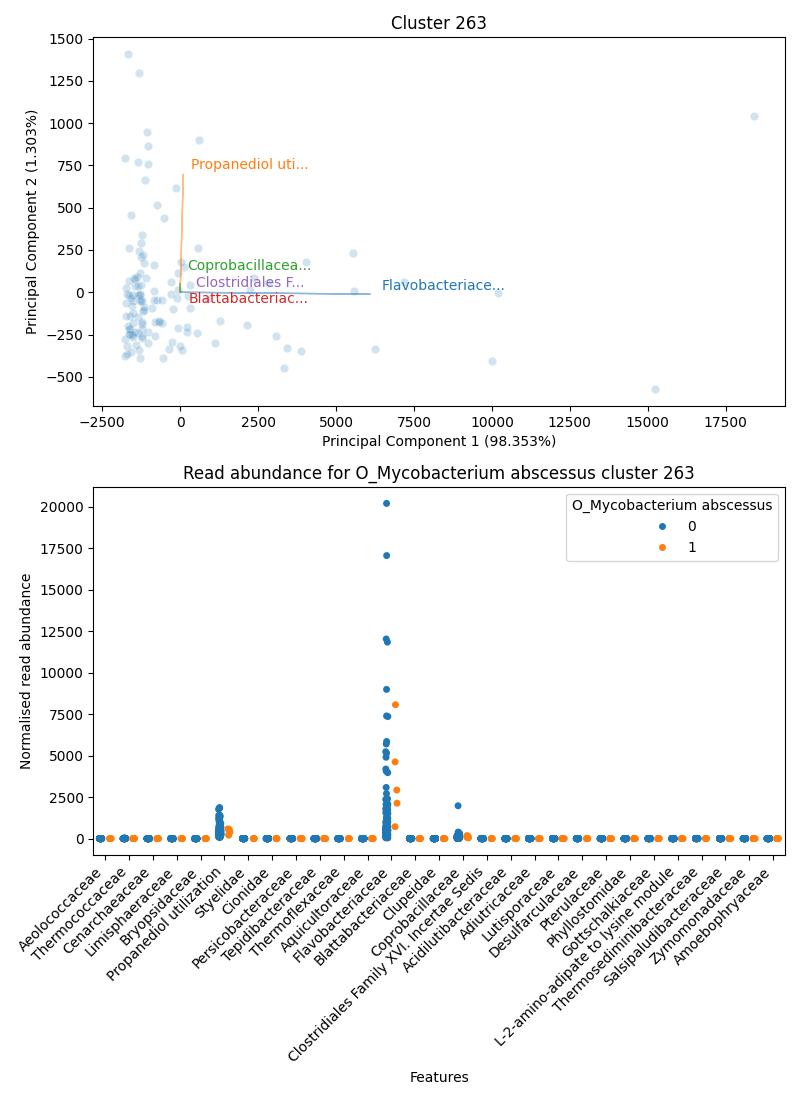 Cluster 263
Principal Component 2 (1.303%)
1500
1250
1000
750
500
250
0
−250
−500
Propanediol uti...
Coprobacillacea...
Clostridiales F...
Flavobacteriace...
Blattabacteriac...
−2500 0 2500 5000 7500 10000 12500 15000 17500
Principal Component 1 (98.353%)
Read abundance for O_Mycobacterium abscessus cluster 263
Normalised read abundance
20000
17500
15000
12500
10000
7500
5000
2500
0
O_Mycobacterium abscessus
0
1
Aeolococcaceae
Thermococcaceae
Cenarchaeaceae
Limisphaeraceae
Bryopsidaceae
Propanediol utilization
Styelidae
Cionidae
Persicobacteraceae
Tepidibacteraceae
Thermoflexaceae
Aquicultoraceae
Flavobacteriaceae
Blattabacteriaceae
Clupeidae
Coprobacillaceae
Clostridiales Family XVI. Incertae Sedis
Acidilutibacteraceae
Adiutricaceae
Lutisporaceae
Desulfarculaceae
Pterulaceae
Phyllostomidae
Gottschalkiaceae
L-2-amino-adipate to lysine module
Thermosediminibacteraceae
Salsipaludibacteraceae
Zymomonadaceae
Amoebophryaceae
Features